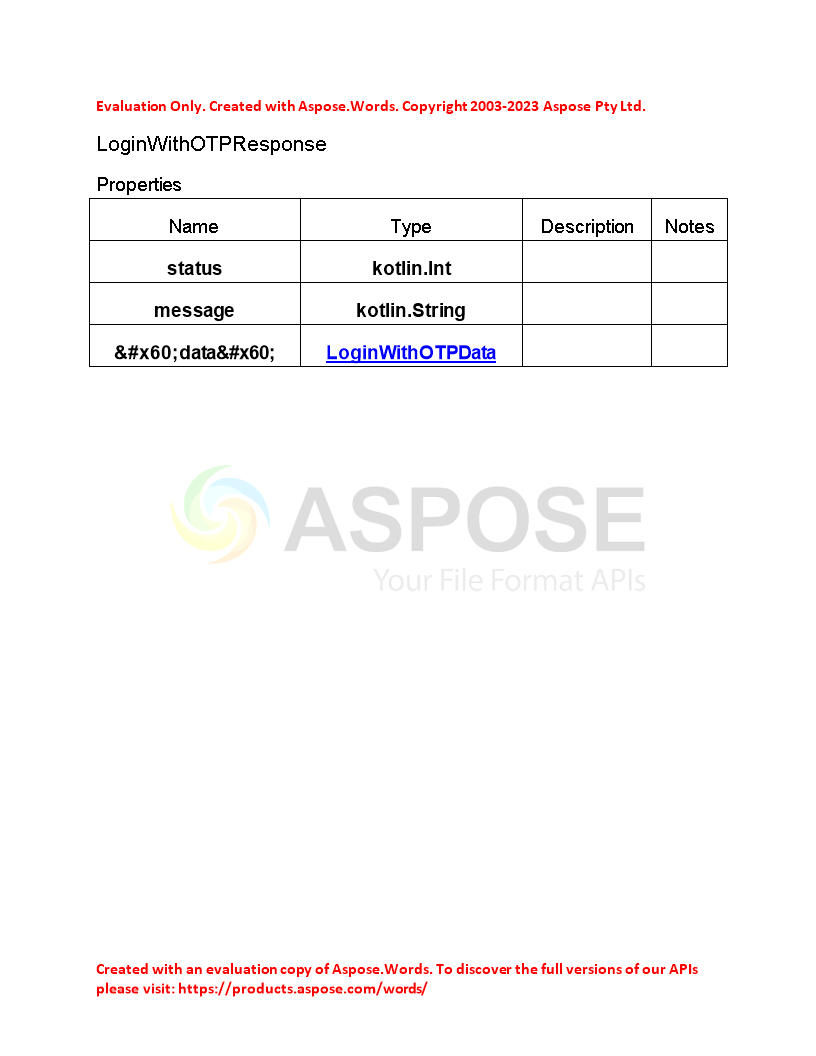 Evaluation Only. Created with Aspose.Words. Copyright 2003-2023 Aspose Pty Ltd.
LoginWithOTPResponse
Properties
Name Type Description Notes
status kotlin.Int
message kotlin.String
&#x60;data&#x60; LoginWithOTPData
ASPOSE
Your File Format APIs
Created with an evaluation copy of Aspose.Words. To discover the full versions of our APIs
please visit: https://products.aspose.com/words/